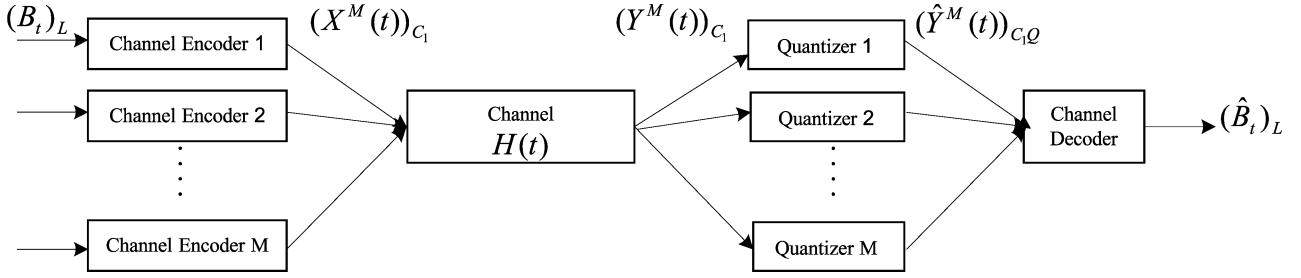 (B_t)_L
Channel Encoder 1
(X^M(t))_{C_1}
(Y^M(t))_{C_1}
Quantizer 1
(Ŷ^M(t))_{C_1Q}
Channel Encoder 2
Channel
H(t)
Quantizer 2
Channel
Decoder
(B̂_t)_L
Channel Encoder M
Quantizer M